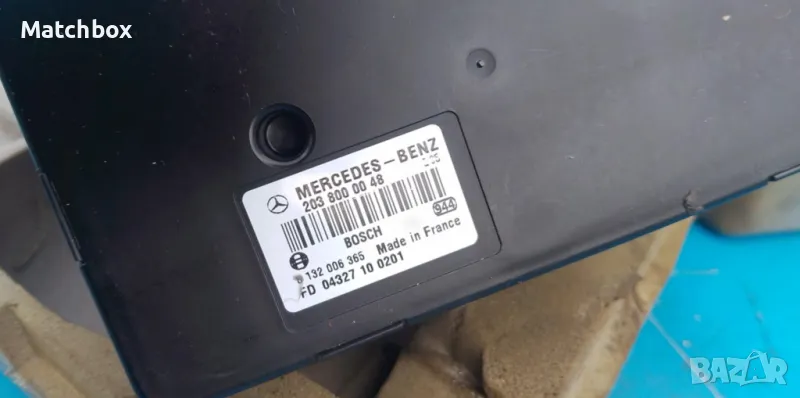 Matchbox
MERCEDES-BENZ
203 800 00 48
BOSCH
944
132 006 365 Made in France
FD 04327 10 0201
BAZAR